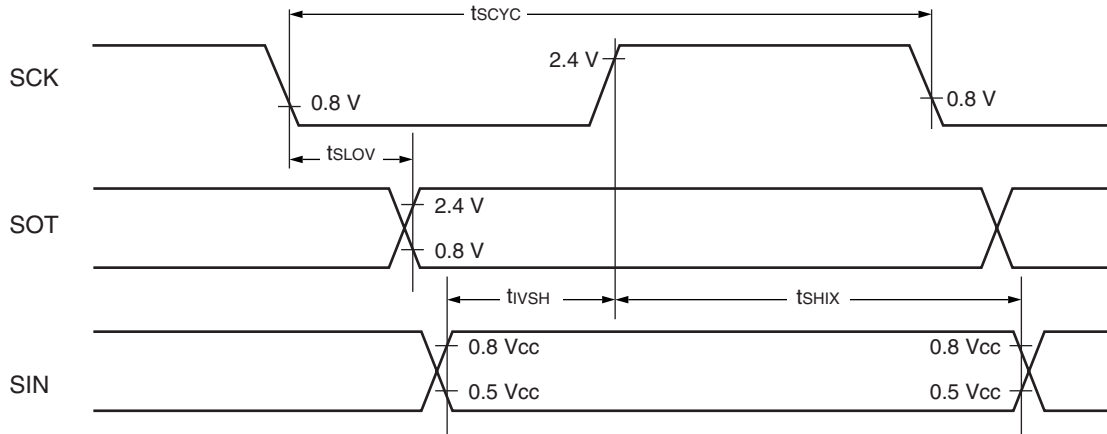 tSCYC
SCK
2.4 V
0.8 V
0.8 V
tSLOV
SOT
2.4 V
0.8 V
tIVSH
tSHIX
SIN
0.8 Vcc
0.8 Vcc
0.5 Vcc
0.5 Vcc